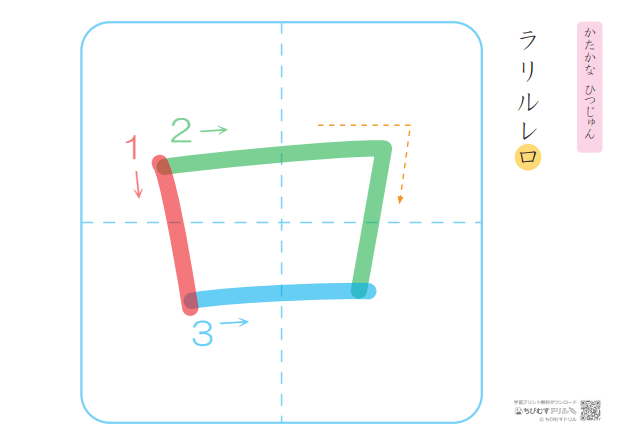 かたかな ひつじゅん
ラリルレロ
1
2
3
ロ
学習プリント無料ダウンロード
ちびむすドリル
© ちびむすドリル